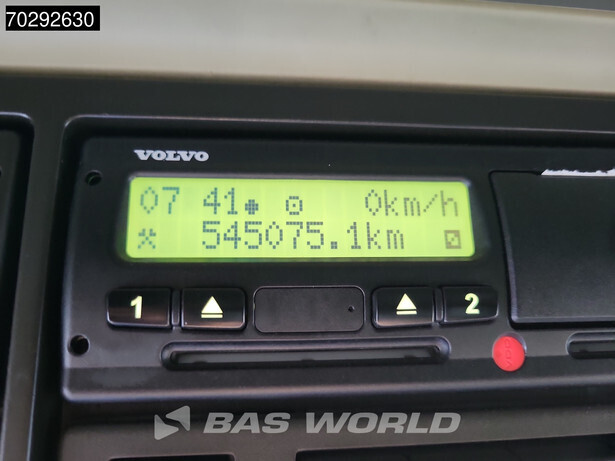 70292630
VOLVO
07 41 0km/h
545075.1km
1 2
BAS WORLD